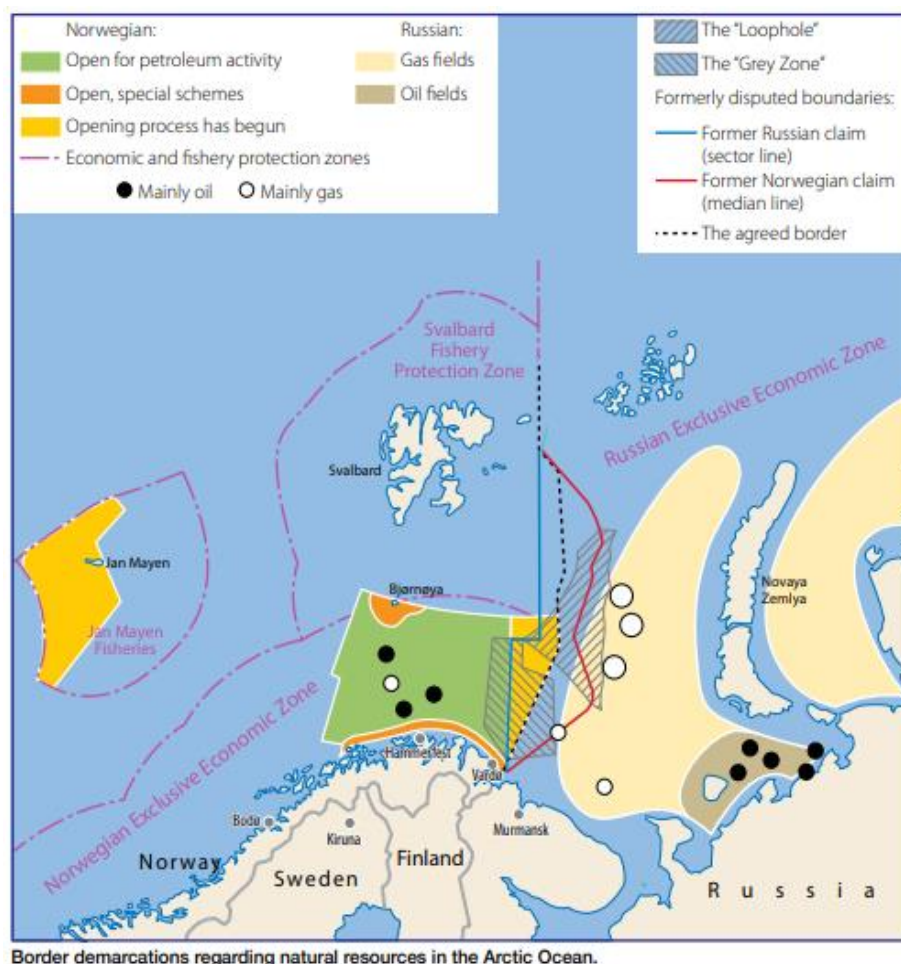 Norwegian:
Open for petroleum activity
Open, special schemes
Opening process has begun
Economic and fishery protection zones
Mainly oil
Mainly gas
Russian:
Gas fields
Oil fields
The "Loophole"
The "Grey Zone"
Formerly disputed boundaries:
Former Russian claim
(sector line)
Former Norwegian claim
(median line)
The agreed border
Svalbard
Fishery
Protection Zone
Russian Exclusive Economic Zone
Svalbard
Jan Mayen
Jan Mayen
Fisheries
Bjørnøya
Novaya
Zemlya
Norwegian Exclusive Economic Zone
Hammerfest
Vardø
Bodø
Kiruna
Murmansk
Norway
Sweden
Finland
Russia
Border demarcations regarding natural resources in the Arctic Ocean.